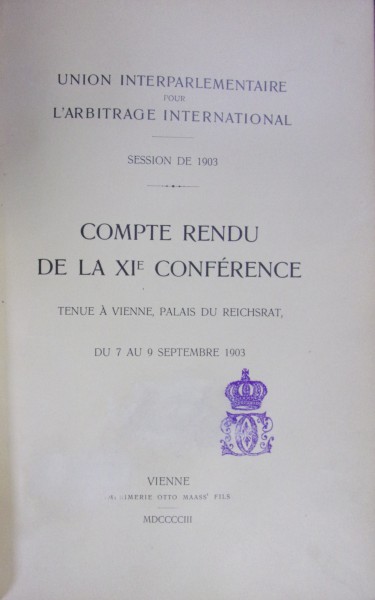 UNION INTERPARLEMENTAIRE
POUR
L'ARBITRAGE INTERNATIONAL
SESSION DE 1903
COMPTE RENDU
DE LA XIE CONFÉRENCE
TENUE À VIENNE, PALAIS DU REICHSRAT,
DU 7 AU 9 SEPTEMBRE 1903
VIENNE
OTTO MAASS' FILS
MDCCCCIII